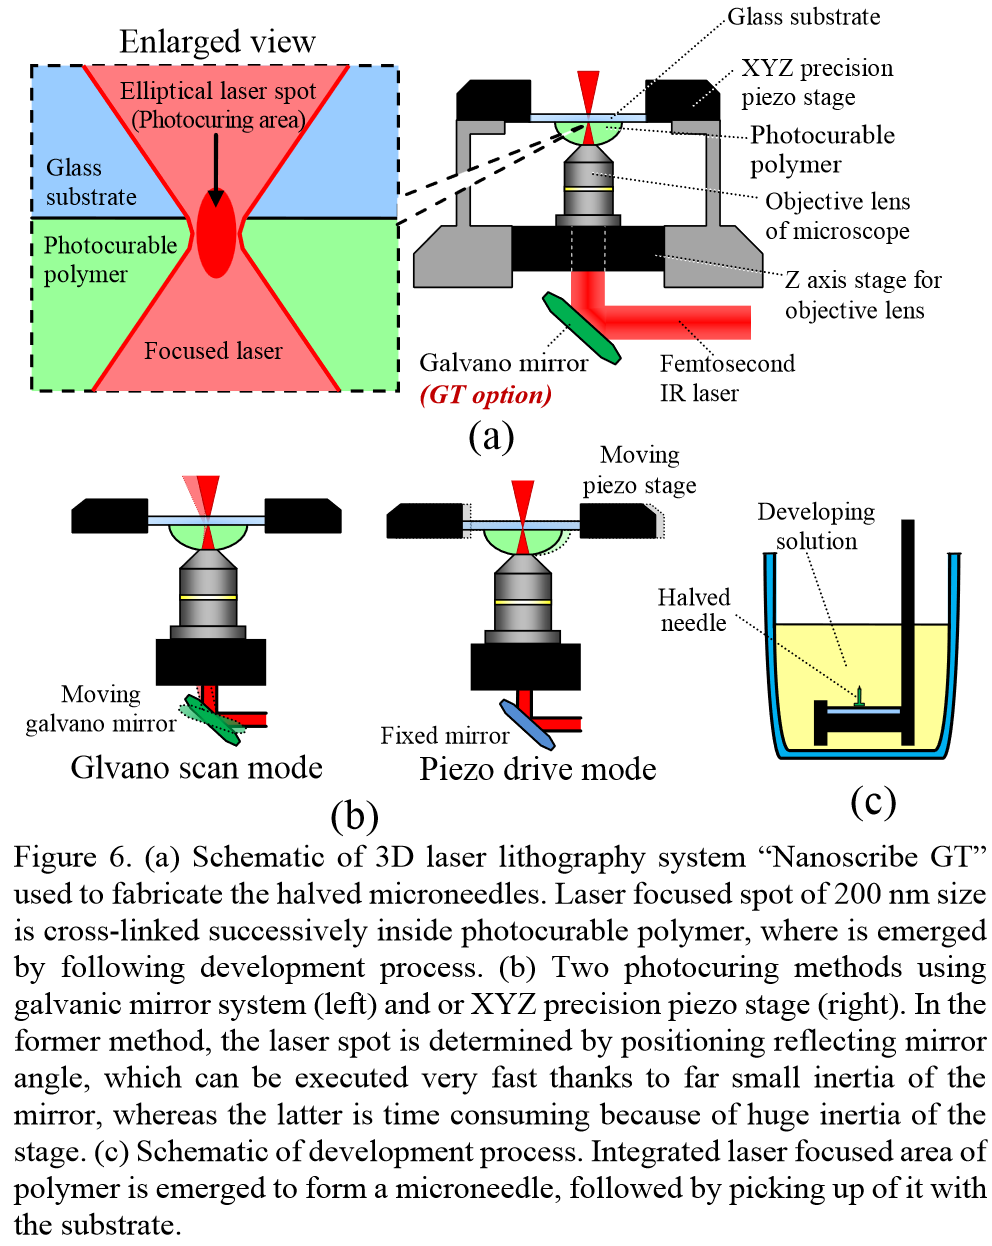 Enlarged view
Elliptical laser spot
(Photocuring area)
Glass
substrate
Photocurable
polymer
Focused laser
Glass substrate
XYZ precision
piezo stage
Photocurable
polymer
Objective lens
of microscope
Z axis stage for
objective lens
Galvano mirror
(GT option)
Femtosecond
IR laser
(a)
Moving
galvano mirror
Glvano scan mode
Moving
piezo stage
Fixed mirror
Piezo drive mode
(b)
Developing
solution
Halved
needle
(c)
Figure 6. (a) Schematic of 3D laser lithography system “Nanoscribe GT”
used to fabricate the halved microneedles. Laser focused spot of 200 nm size
is cross-linked successively inside photocurable polymer, where is emerged
by following development process. (b) Two photocuring methods using
galvanic mirror system (left) and or XYZ precision piezo stage (right). In the
former method, the laser spot is determined by positioning reflecting mirror
angle, which can be executed very fast thanks to far small inertia of the
mirror, whereas the latter is time consuming because of huge inertia of the
stage. (c) Schematic of development process. Integrated laser focused area of
polymer is emerged to form a microneedle, followed by picking up of it with
the substrate.